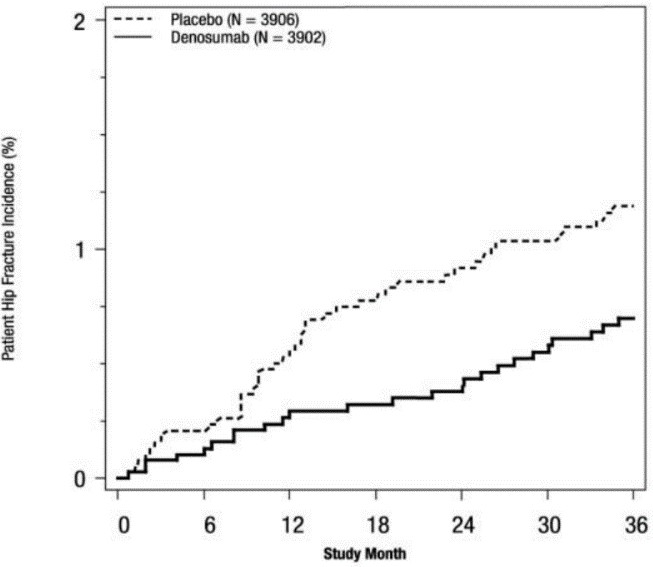 Placebo (N = 3906)
Denosumab (N = 3902)
Patient Hip Fracture Incidence (%)
2
1
0
0 6 12 18 24 30 36
Study Month